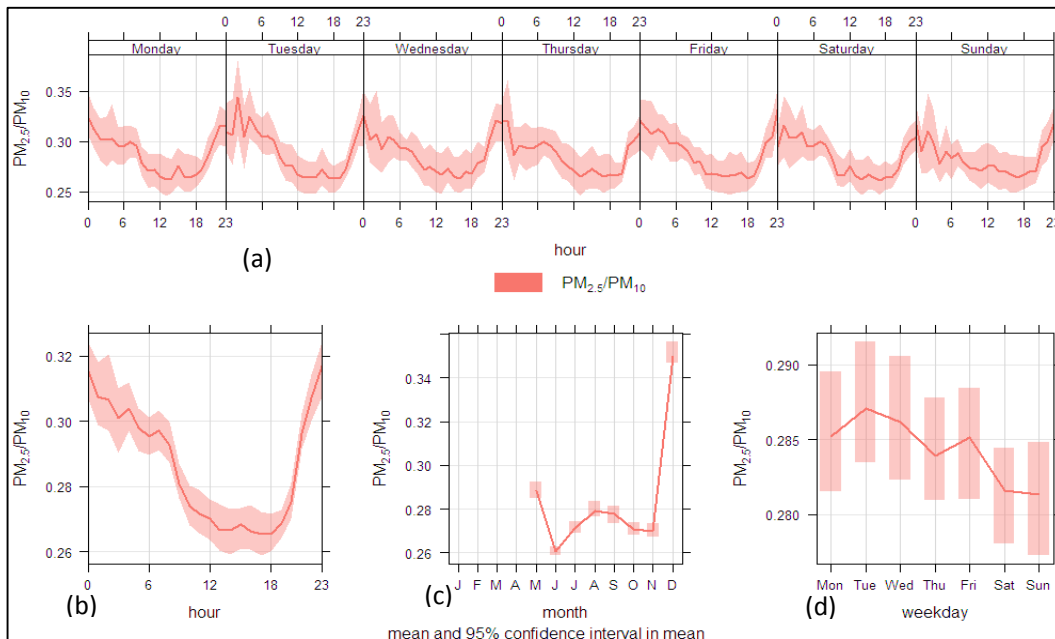 0 6 12 18 23 0 6 12 18 23 0 6 12 18 23
Monday Tuesday Wednesday Thursday Friday Saturday Sunday
PM2.5/PM10
0.35
0.30
0.25
0 6 12 18 23 0 6 12 18 23 0 6 12 18 23 0 6 12 18 23
(a)
hour
PM2.5/PM10
PM2.5/PM10
0.32
0.30
0.28
0.26
0 6 12 18 23
(b)
hour
PM2.5/PM10
0.34
0.32
0.30
0.28
0.26
J F M A M J J A S O N D
(c)
month
PM2.5/PM10
0.290
0.285
0.280
Mon Tue Wed Thu Fri Sat Sun
(d)
weekday
mean and 95% confidence interval in mean